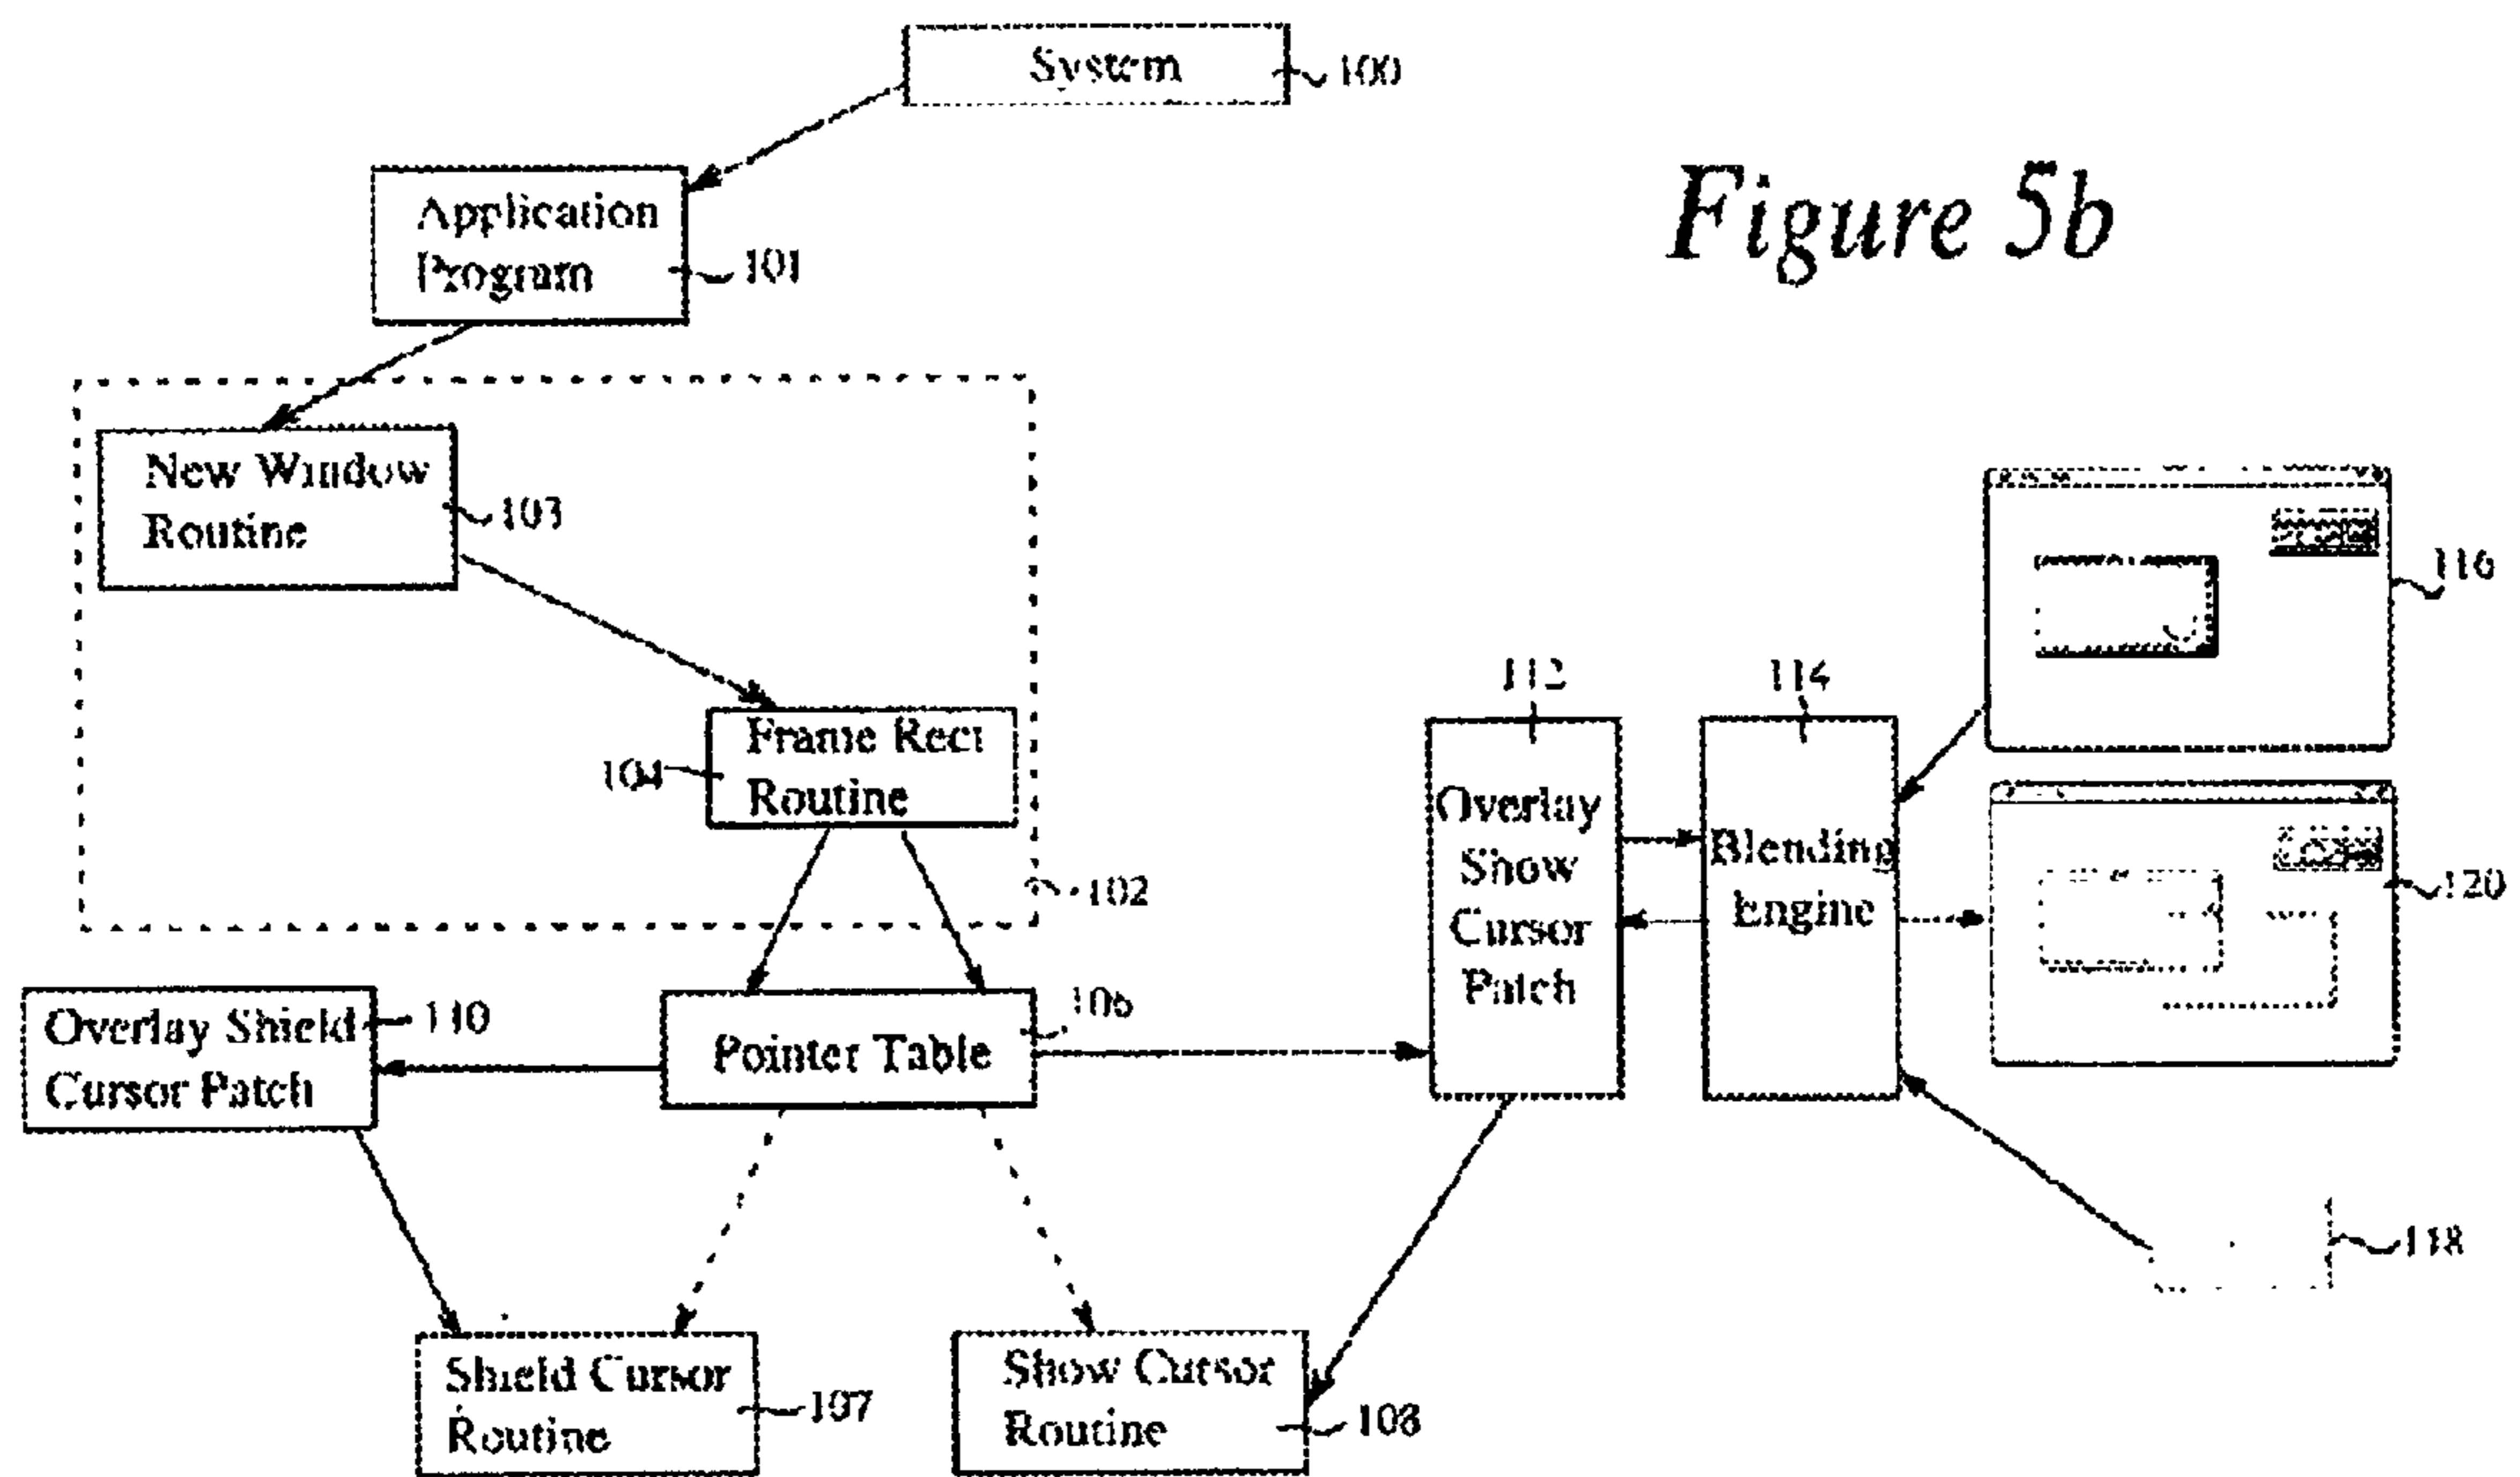 System
100
Figure 5b
Application
Program
101
New Window
Routine
103
116
112
114
Frame Rect
Routine
104
Overlay
Show
Cursor
Patch
Blending
Engine
120
102
Overlay Shield
Cursor Patch
110
Pointer Table
106
118
Shield Cursor
Routine
107
Show Cursor
Routine
108